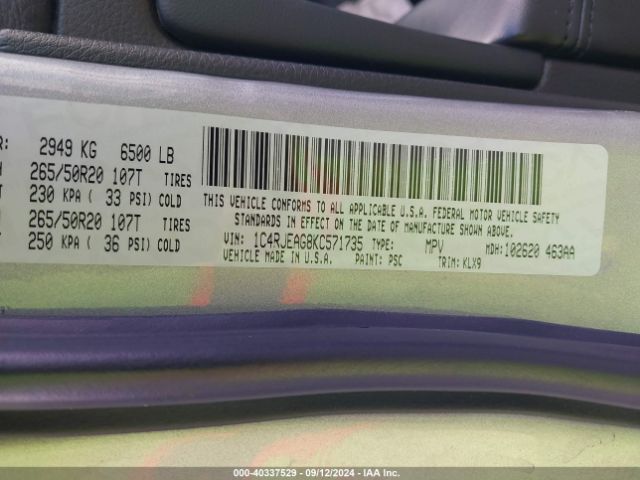 R: 2949 KG 6500 LB
H 265/50R20 107T TIRES
T 230 KPA ( 33 PSI) COLD
265/50R20 107T TIRES
250 KPA ( 36 PSI) COLD
THIS VEHICLE CONFORMS TO ALL APPLICABLE U.S.A. FEDERAL MOTOR VEHICLE SAFETY
STANDARDS IN EFFECT ON THE DATE OF MANUFACTURE SHOWN ABOVE.
VIN: 1C4RJEAG8KC571735 TYPE: MPV MDH: 102620 463AA
VEHICLE MADE IN U.S.A. PAINT: PSC TRIM: KLX9
000-40337529 - 09/12/2024 - IAA Inc.